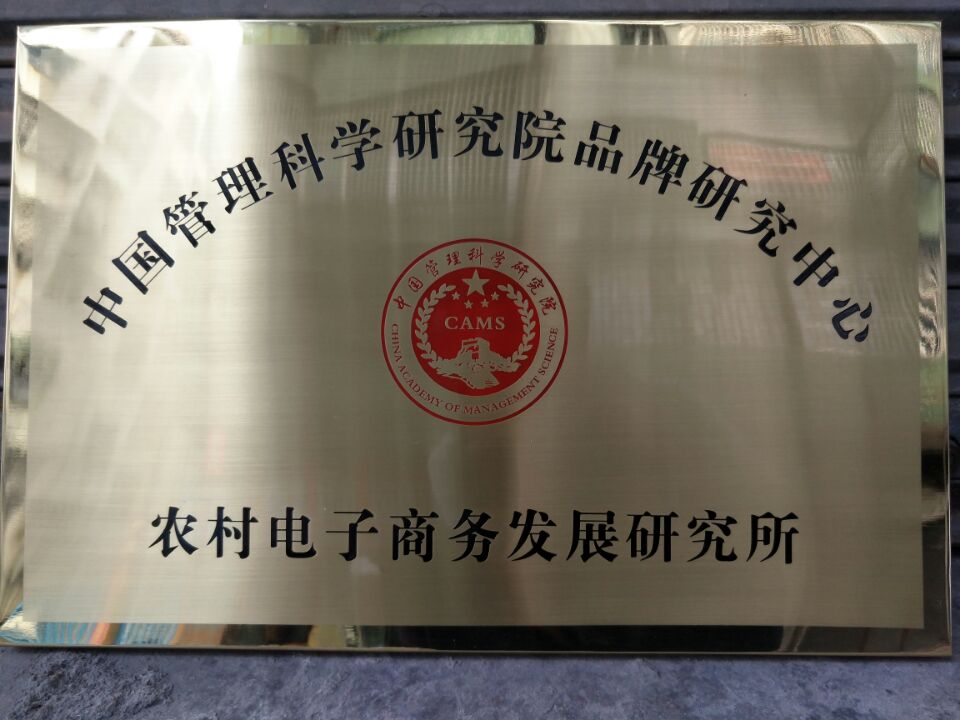 中国管理科学研究院品牌研究中心
中国管理科学研究院
CAMS
CHINA ACADEMY OF MANAGEMENT SCIENCE
农村电子商务发展研究所